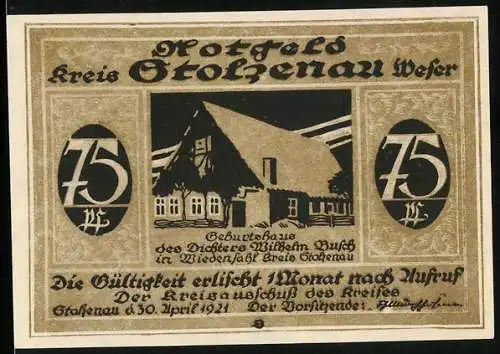 Notgeld
Kreis Stolzenau Weser
75 Pf.
75 Pf.
Geburtshaus
des Dichters Wilhelm Busch
in Wiedensahl Kreis Stolzenau
Die Gültigkeit erlischt 1 Monat nach Aufruf
Der Kreisausschuß des Kreises
Stolzenau d. 30. April 1921 Der Vorsitzende: